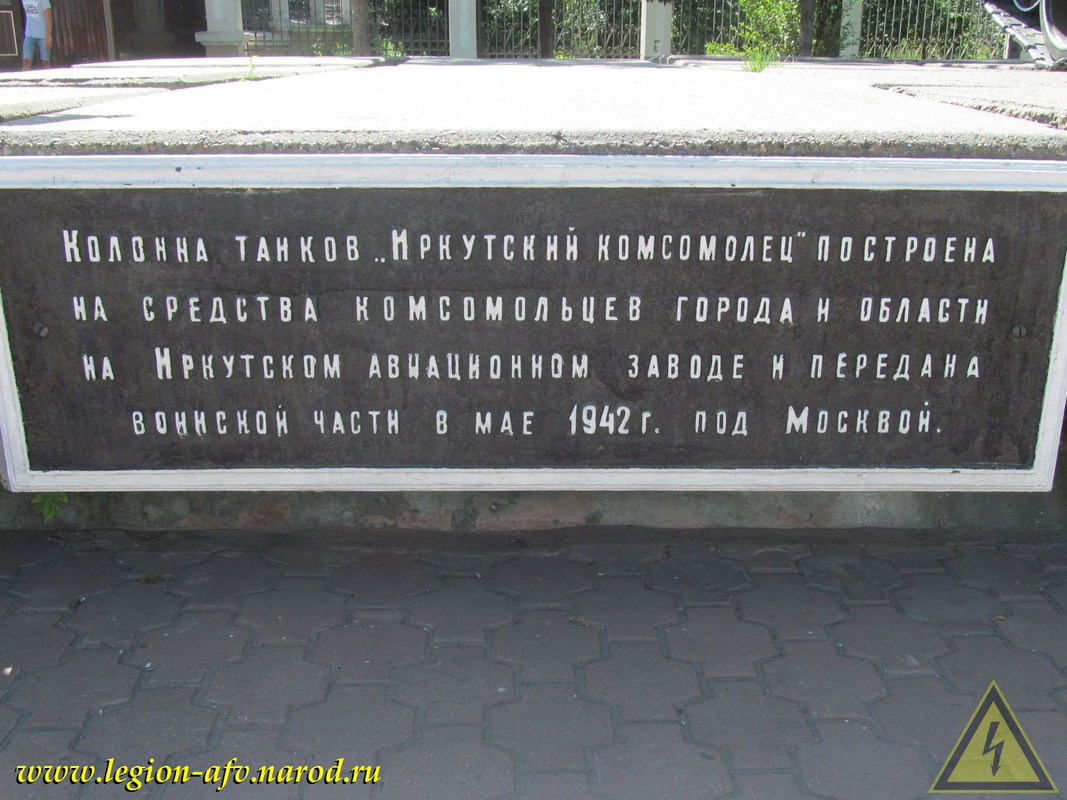 Колонна танков „Иркутский комсомолец" построена
на средства комсомольцев города и области
на Иркутском авиационном заводе и передана
воинской части в мае 1942 г. под Москвой.
www.legion-afv.narod.ru